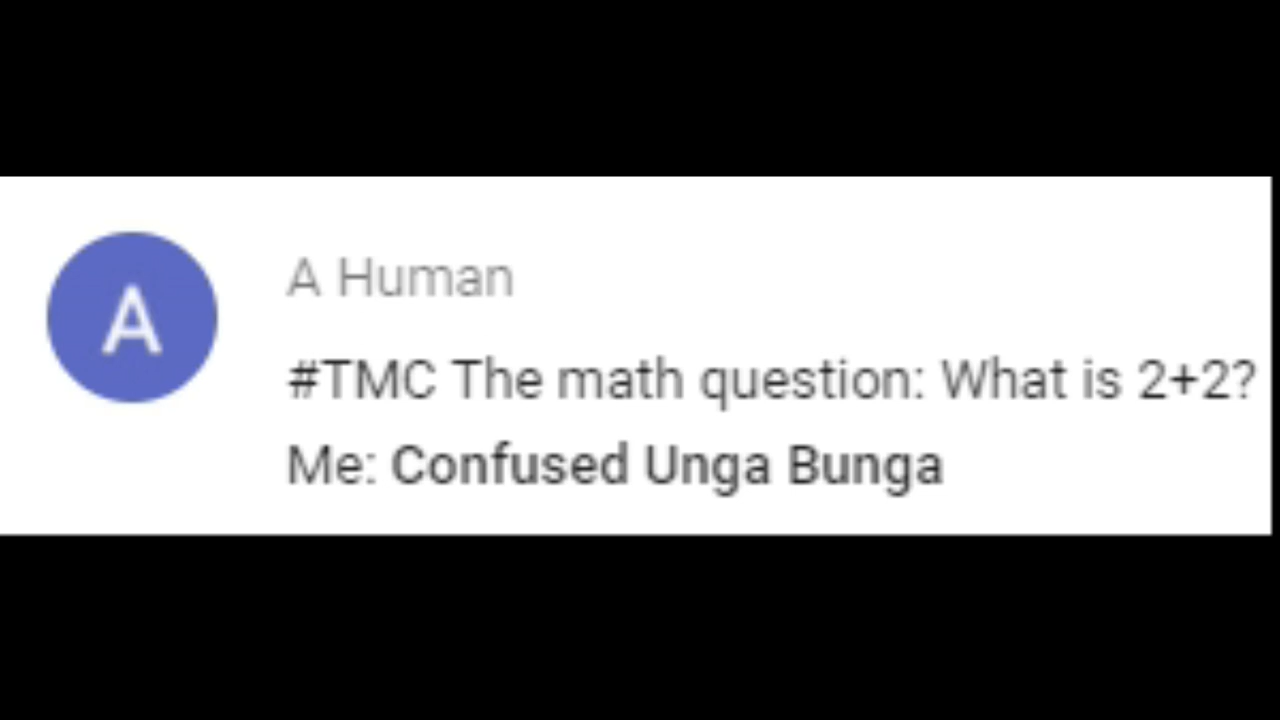 A
A Human
#TMC The math question: What is 2+2?
Me: Confused Unga Bunga